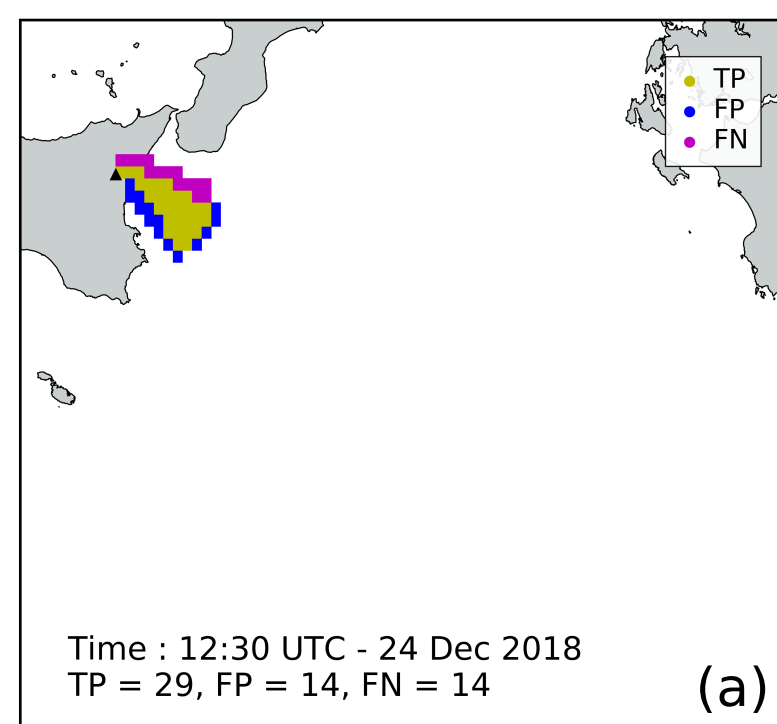 TP
FP
FN
Time : 12:30 UTC - 24 Dec 2018
TP = 29, FP = 14, FN = 14
(a)